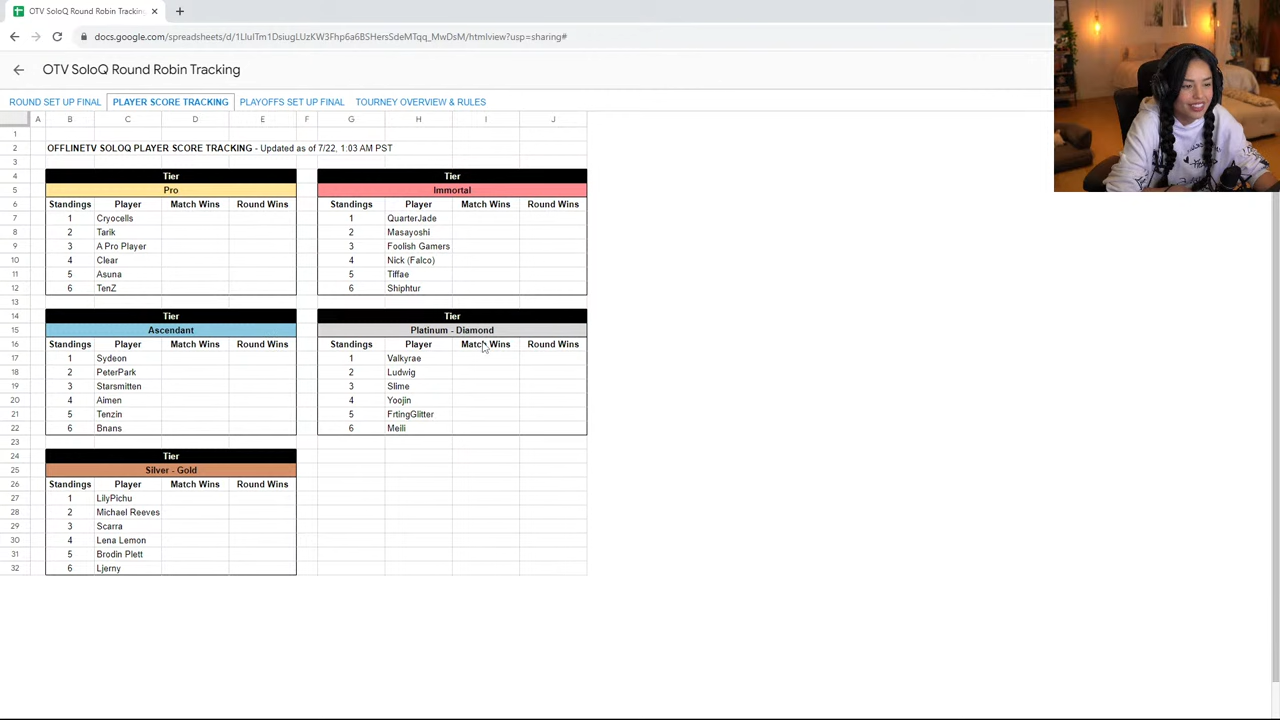 OTV SoloQ Round Robin Tracking
docs.google.com/spreadsheets/d/1LluITm1DsiugLUzKW3Fhp6a6BSHersSdeMTqq_MwDsM/htmlview?usp=sharing#
OTV SoloQ Round Robin Tracking
ROUND SET UP FINAL PLAYER SCORE TRACKING PLAYOFFS SET UP FINAL TOURNEY OVERVIEW & RULES
A B C D E F G H I J
1
2 OFFLINETV SOLOQ PLAYER SCORE TRACKING - Updated as of 7/22, 1:03 AM PST
3
4 Tier Tier
5 Pro Immortal
6 Standings Player Match Wins Round Wins Standings Player Match Wins Round Wins
7 1 Cryocells 1 QuarterJade
8 2 Tarik 2 Masayoshi
9 3 A Pro Player 3 Foolish Gamers
10 4 Clear 4 Nick (Falco)
11 5 Asuna 5 Tiffae
12 6 TenZ 6 Shiphtur
13
14 Tier Tier
15 Ascendant Platinum - Diamond
16 Standings Player Match Wins Round Wins Standings Player Match Wins Round Wins
17 1 Sydeon 1 Valkyrae
18 2 PeterPark 2 Ludwig
19 3 Starsmitten 3 Slime
20 4 Aimen 4 Yoojin
21 5 Tenzin 5 FrtingGlitter
22 6 Bnans 6 Meili
23
24 Tier
25 Silver - Gold
26 Standings Player Match Wins Round Wins
27 1 LilyPichu
28 2 Michael Reeves
29 3 Scarra
30 4 Lena Lemon
31 5 Brodin Plett
32 6 Ljerny